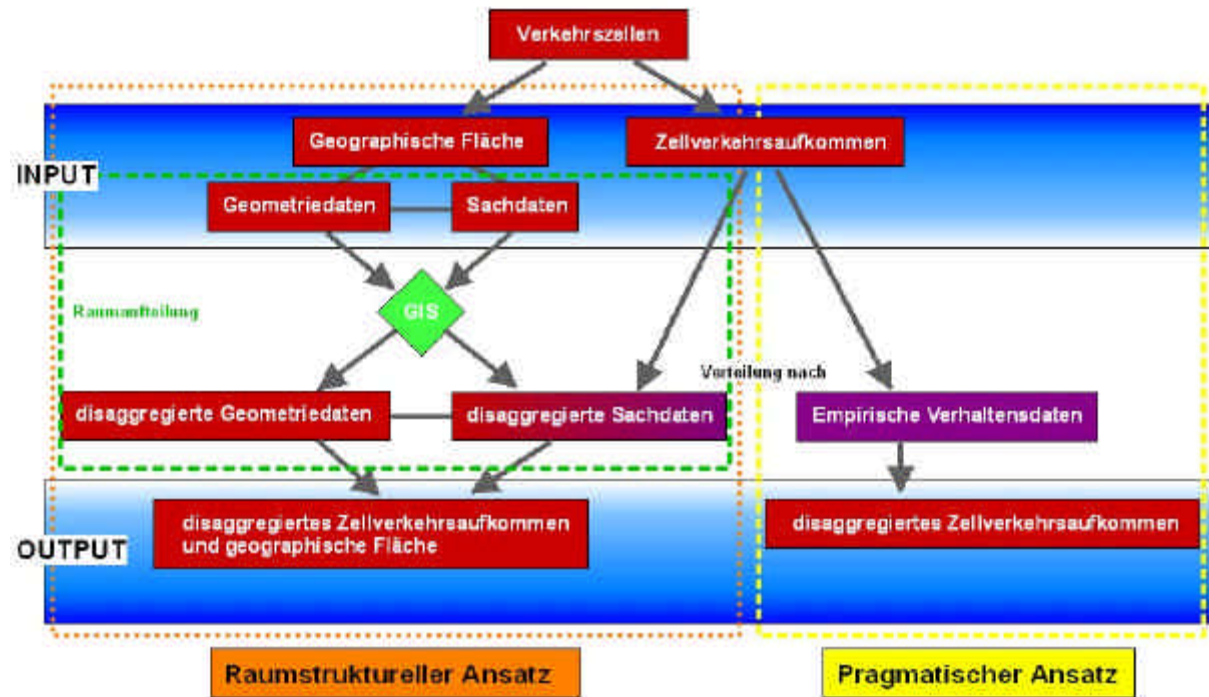 Verkehrszellen
Geographische Fläche
Zellverkehrsaufkommen
INPUT
Geometriedaten
Sachdaten
Raumaufteilung
GIS
Verteilung nach
disaggregierte Geometriedaten
disaggregierte Sachdaten
Empirische Verhaltensdaten
disaggregiertes Zellverkehrsaufkommen
und geographische Fläche
disaggregiertes Zellverkehrsaufkommen
OUTPUT
Raumstruktureller Ansatz
Pragmatischer Ansatz